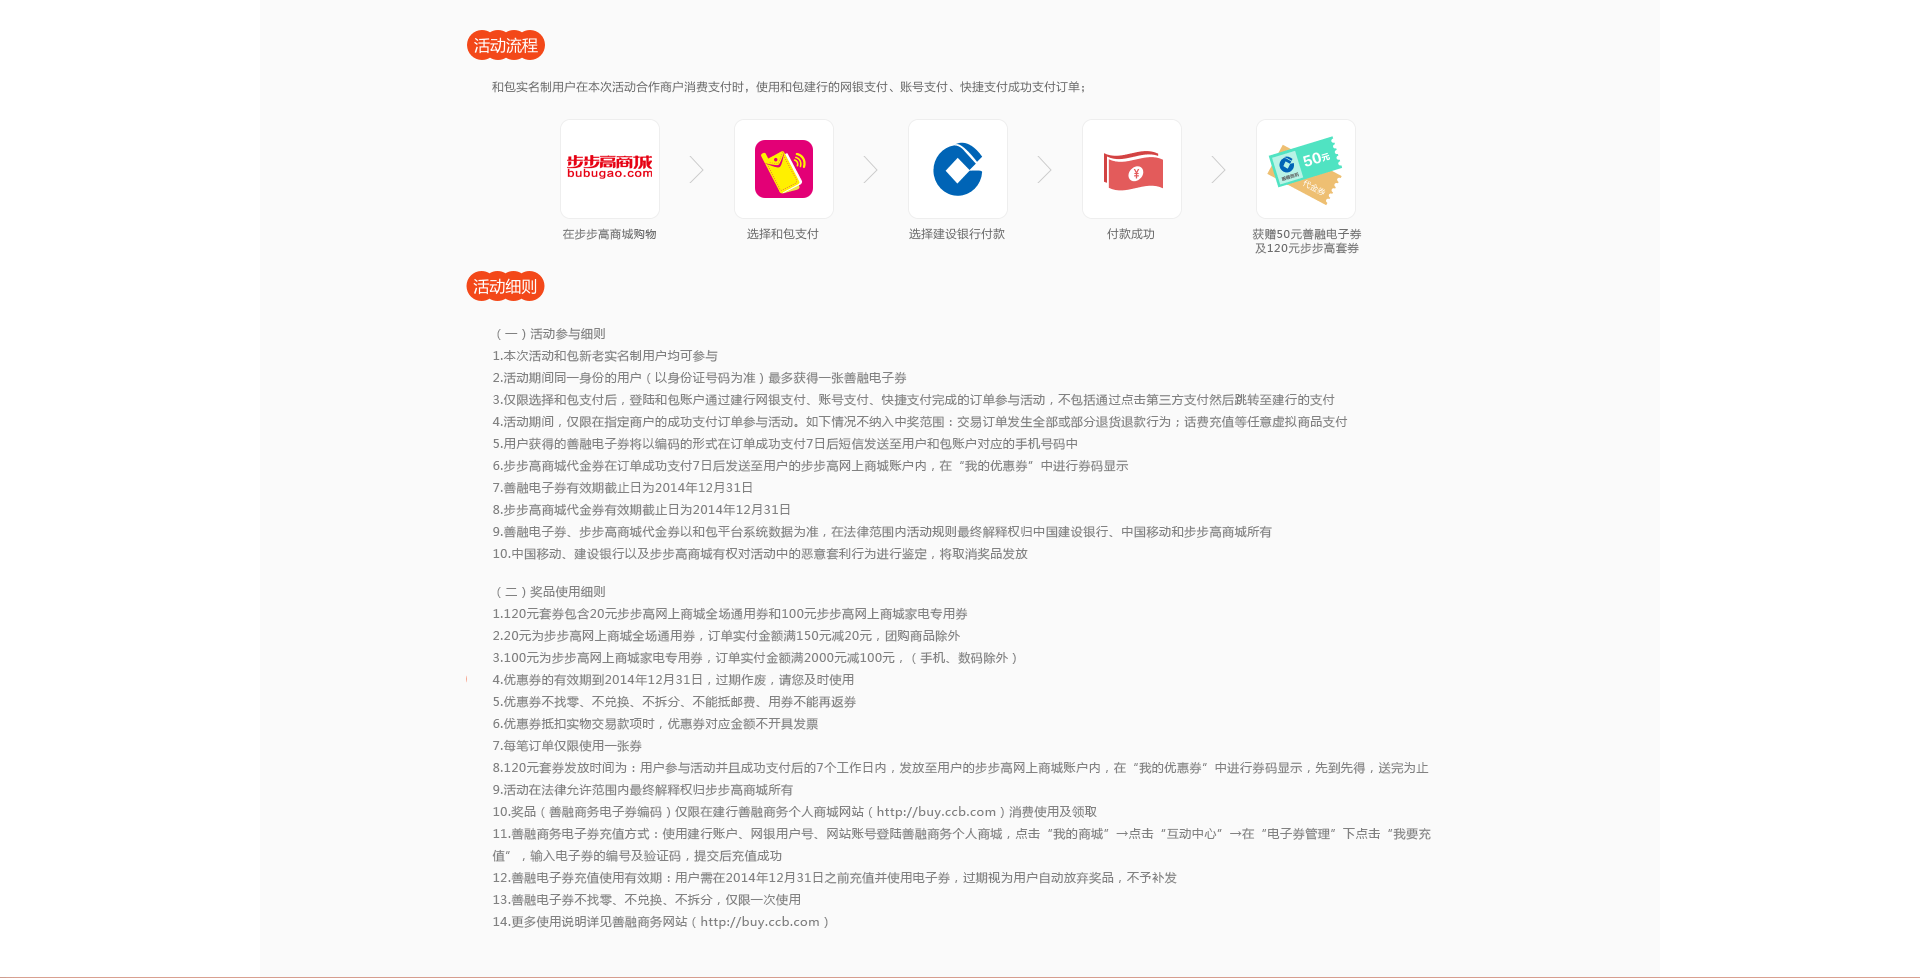 活动流程
和包实名制用户在本次活动合作商户消费支付时，使用和包建行的网银支付、账号支付、快捷支付成功支付订单；
步步高商城
bubugao.com
¥
50元
代金券
在步步高商城购物
选择和包支付
选择建设银行付款
付款成功
获赠50元善融电子券
及120元步步高套券
活动细则
（一）活动参与细则
1.本次活动和包新老实名制用户均可参与
2.活动期间同一身份的用户（以身份证号码为准）最多获得一张善融电子券
3.仅限选择和包支付后，登陆和包账户通过建行网银支付、账号支付、快捷支付完成的订单参与活动，不包括通过点击第三方支付然后跳转至建行的支付
4.活动期间，仅限在指定商户的成功支付订单参与活动。如下情况不纳入中奖范围：交易订单发生全部或部分退货退款行为；话费充值等任意虚拟商品支付
5.用户获得的善融电子券将以编码的形式在订单成功支付7日后短信发送至用户和包账户对应的手机号码中
6.步步高商城代金券在订单成功支付7日后发送至用户的步步高网上商城账户内，在“我的优惠券”中进行券码显示
7.善融电子券有效期截止日为2014年12月31日
8.步步高商城代金券有效期截止日为2014年12月31日
9.善融电子券、步步高商城代金券以和包平台系统数据为准，在法律范围内活动规则最终解释权归中国建设银行、中国移动和步步高商城所有
10.中国移动、建设银行以及步步高商城有权对活动中的恶意套利行为进行鉴定，将取消奖品发放
（二）奖品使用细则
1.120元套券包含20元步步高网上商城全场通用券和100元步步高网上商城家电专用券
2.20元为步步高网上商城全场通用券，订单实付金额满150元减20元，团购商品除外
3.100元为步步高网上商城家电专用券，订单实付金额满2000元减100元，（手机、数码除外）
4.优惠券的有效期到2014年12月31日，过期作废，请您及时使用
5.优惠券不找零、不兑换、不拆分、不能抵邮费、用券不能再返券
6.优惠券抵扣实物交易款项时，优惠券对应金额不开具发票
7.每笔订单仅限使用一张券
8.120元套券发放时间为：用户参与活动并且成功支付后的7个工作日内，发放至用户的步步高网上商城账户内，在“我的优惠券”中进行券码显示，先到先得，送完为止
9.活动在法律允许范围内最终解释权归步步高商城所有
10.奖品（善融商务电子券编码）仅限在建行善融商务个人商城网站（http://buy.ccb.com）消费使用及领取
11.善融商务电子券充值方式：使用建行账户、网银用户号、网站账号登陆善融商务个人商城，点击“我的商城”→点击“互动中心”→在“电子券管理”下点击“我要充
值”，输入电子券的编号及验证码，提交后充值成功
12.善融电子券充值使用有效期：用户需在2014年12月31日之前充值并使用电子券，过期视为用户自动放弃奖品，不予补发
13.善融电子券不找零、不兑换、不拆分，仅限一次使用
14.更多使用说明详见善融商务网站（http://buy.ccb.com）